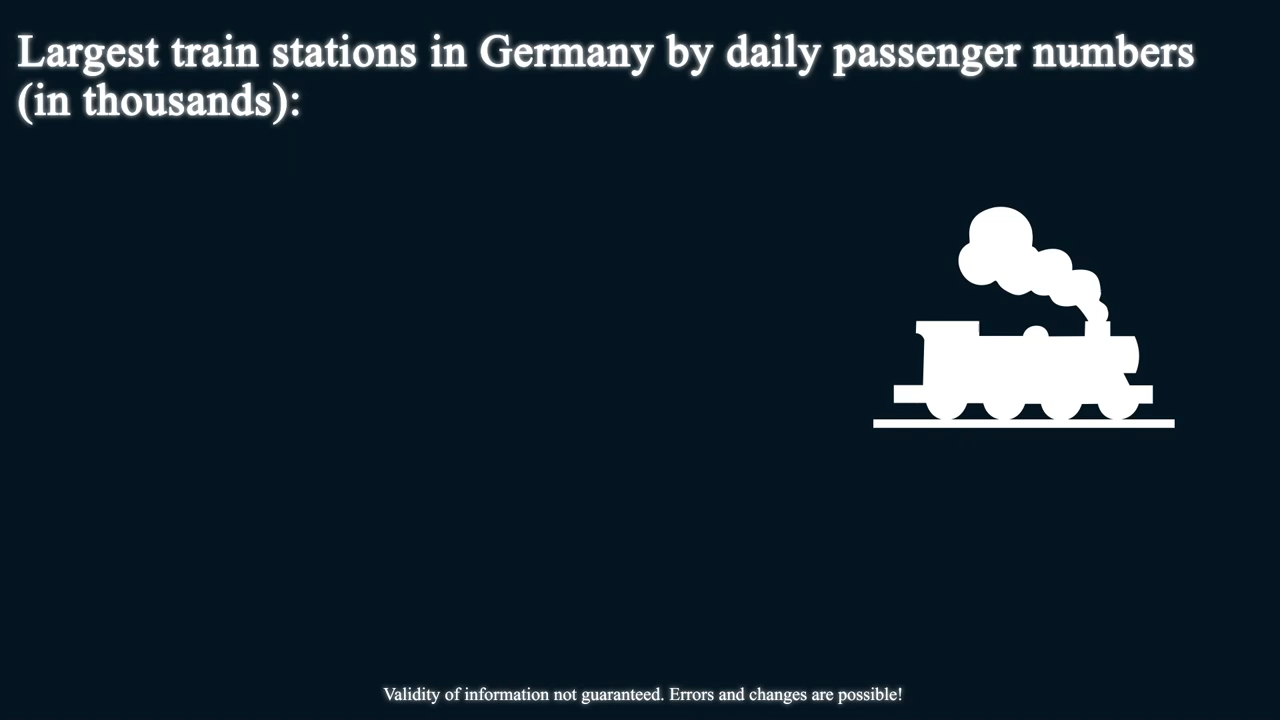 Largest train stations in Germany by daily passenger numbers
(in thousands):
Validity of information not guaranteed. Errors and changes are possible!